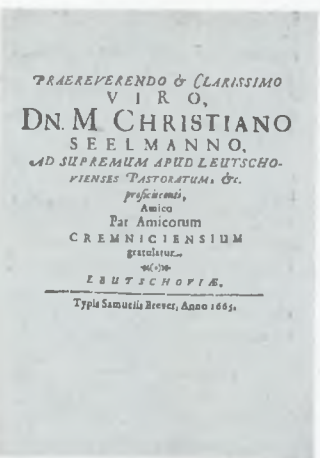 PRAEREVERENDO & CLARISSIMO
VIRO,
DN. M CHRISTIANO
SEELMANNO,
AD SUPREMUM APUD LEUTSCHO-
VIENSES PASTORATUM, &c.
proficiscenti,
Amico
Par Amicorum
CREMNICIENSIUM
gratulatur.
LEUTSCHOVIÆ,
Typis Samuelis Brever, Anno 1665.